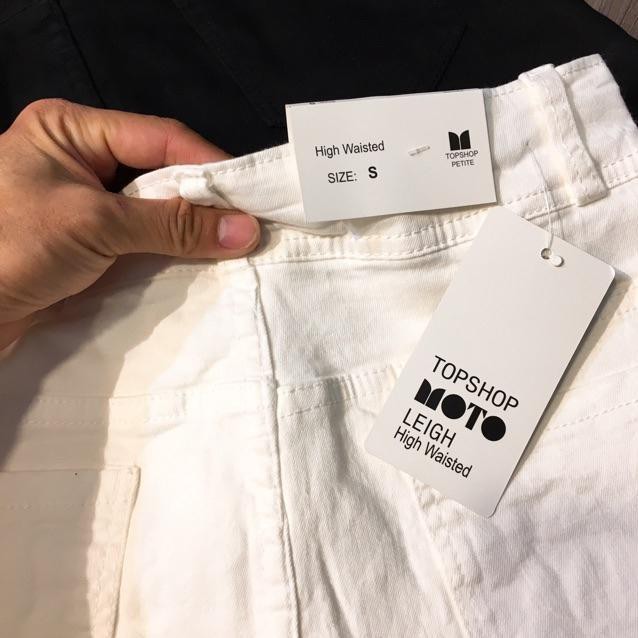 High Waisted
SIZE: S
TOPSHOP
PETITE
TOPSHOP
MOTO
LEIGH
High Waisted